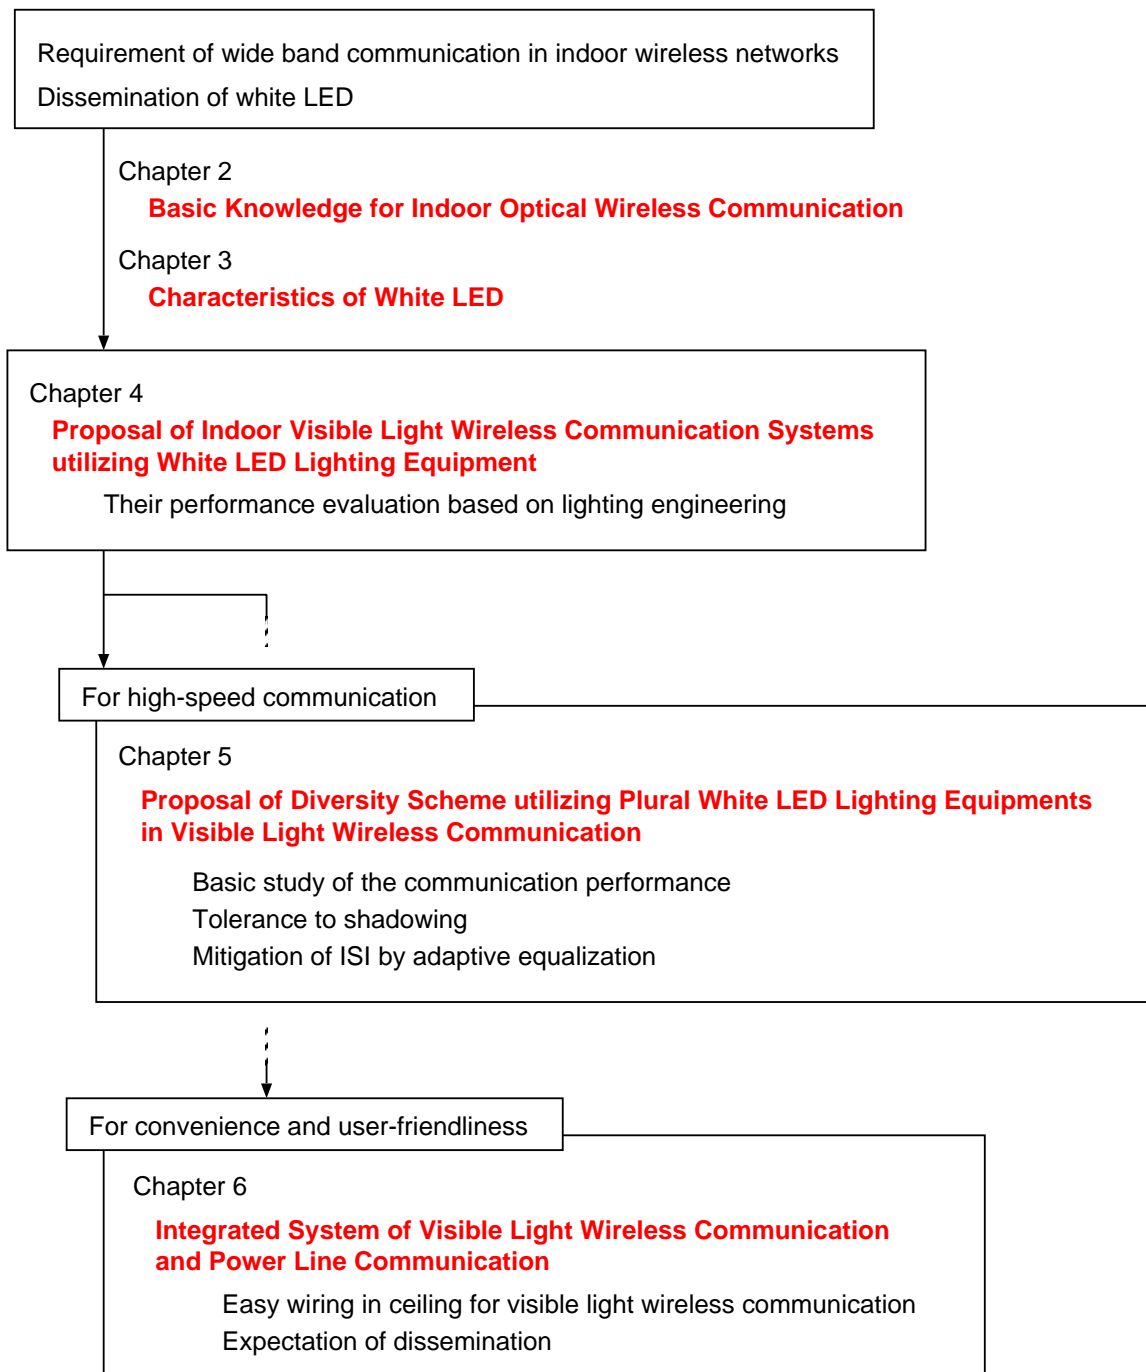 Requirement of wide band communication in indoor wireless networks
Dissemination of white LED
Chapter 2
Basic Knowledge for Indoor Optical Wireless Communication
Chapter 3
Characteristics of White LED
Chapter 4
Proposal of Indoor Visible Light Wireless Communication Systems
utilizing White LED Lighting Equipment
Their performance evaluation based on lighting engineering
For high-speed communication
Chapter 5
Proposal of Diversity Scheme utilizing Plural White LED Lighting Equipments
in Visible Light Wireless Communication
Basic study of the communication performance
Tolerance to shadowing
Mitigation of ISI by adaptive equalization
For convenience and user-friendliness
Chapter 6
Integrated System of Visible Light Wireless Communication
and Power Line Communication
Easy wiring in ceiling for visible light wireless communication
Expectation of dissemination